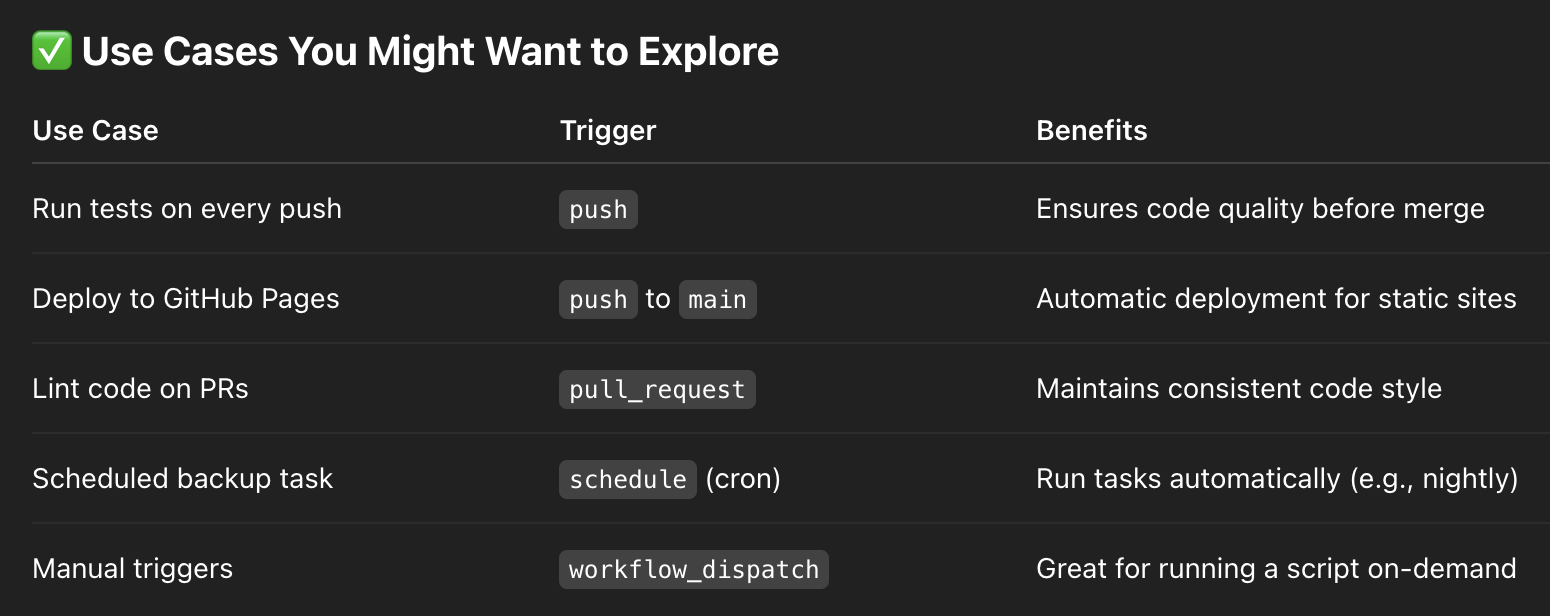 ✅ Use Cases You Might Want to Explore
Use Case Trigger Benefits
Run tests on every push push Ensures code quality before merge
Deploy to GitHub Pages push to main Automatic deployment for static sites
Lint code on PRs pull_request Maintains consistent code style
Scheduled backup task schedule (cron) Run tasks automatically (e.g., nightly)
Manual triggers workflow_dispatch Great for running a script on-demand